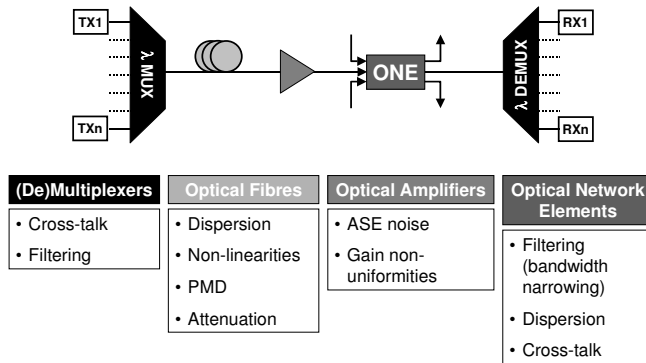 TX1
TXn
λ MUX
ONE
λ DEMUX
RX1
RXn
(De)Multiplexers
• Cross-talk
• Filtering
Optical Fibres
• Dispersion
• Non-linearities
• PMD
• Attenuation
Optical Amplifiers
• ASE noise
• Gain non-
uniformities
Optical Network
Elements
• Filtering
(bandwidth
narrowing)
• Dispersion
• Cross-talk